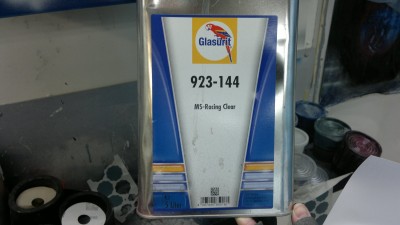 Glasurit
923-144
MS-Racing Clear